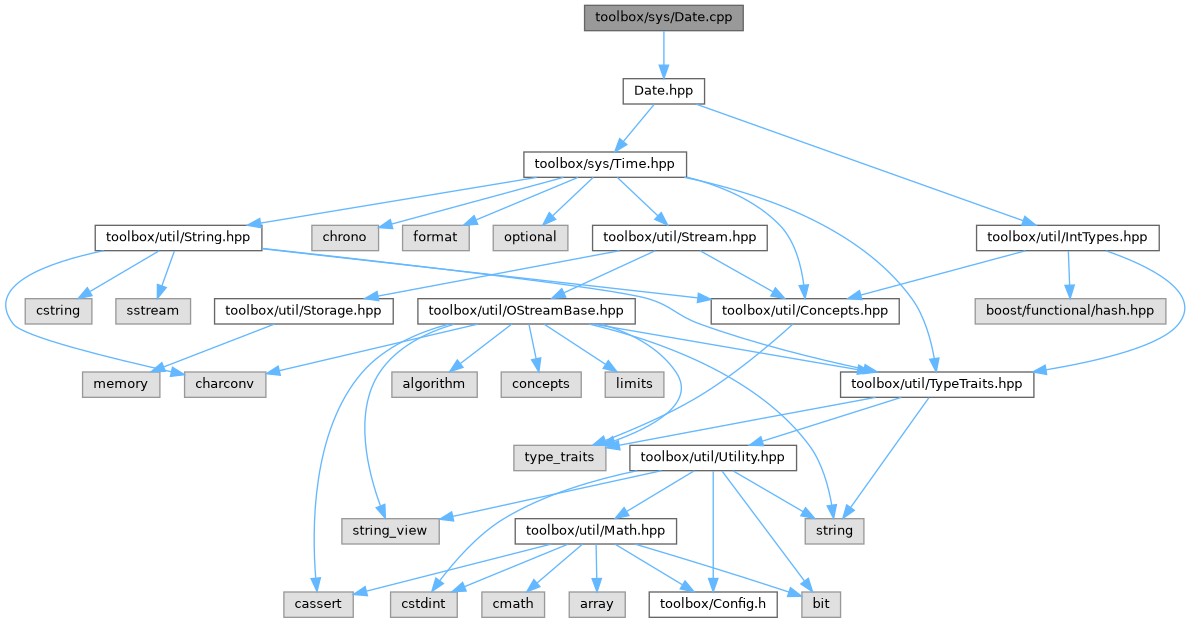 toolbox/sys/Date.cpp
Date.hpp
toolbox/sys/Time.hpp
toolbox/util/String.hpp
chrono
format
optional
toolbox/util/Stream.hpp
toolbox/util/IntTypes.hpp
cstring
sstream
toolbox/util/Storage.hpp
toolbox/util/OStreamBase.hpp
toolbox/util/Concepts.hpp
boost/functional/hash.hpp
memory
charconv
algorithm
concepts
limits
toolbox/util/TypeTraits.hpp
type_traits
toolbox/util/Utility.hpp
string_view
toolbox/util/Math.hpp
string
cassert
cstdint
cmath
array
toolbox/Config.h
bit